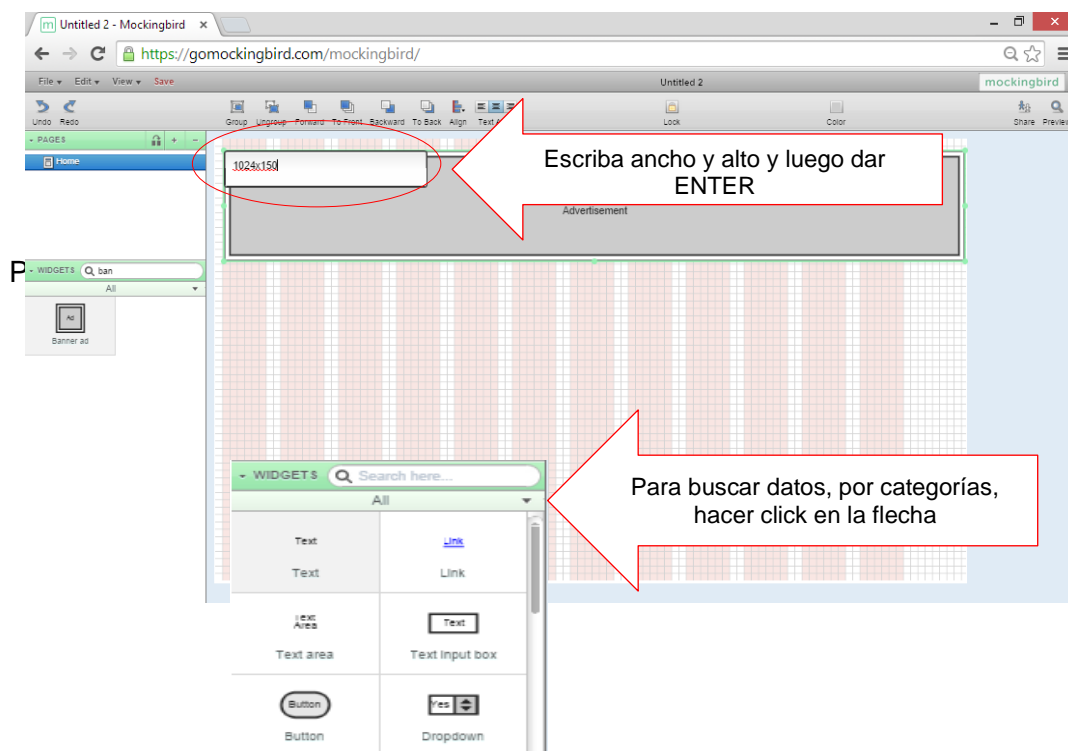 Untitled 2 - Mockingbird ×
https://gomockingbird.com/mockingbird/
File Edit View Save Untitled 2 mockingbird
Undo Redo Group Ungroup Forward To Front Backward To Back Align Text Lock Color Share Preview
PAGES + -
Home
1024x150
Escriba ancho y alto y luego dar
ENTER
Advertisement
P
WIDGETS ban
All
Ad
Banner ad
WIDGETS Search here...
All
Para buscar datos, por categorías,
hacer click en la flecha
Text Link
Text Link
Text Text
Area
Text area Text input box
Button Yes
Button Dropdown